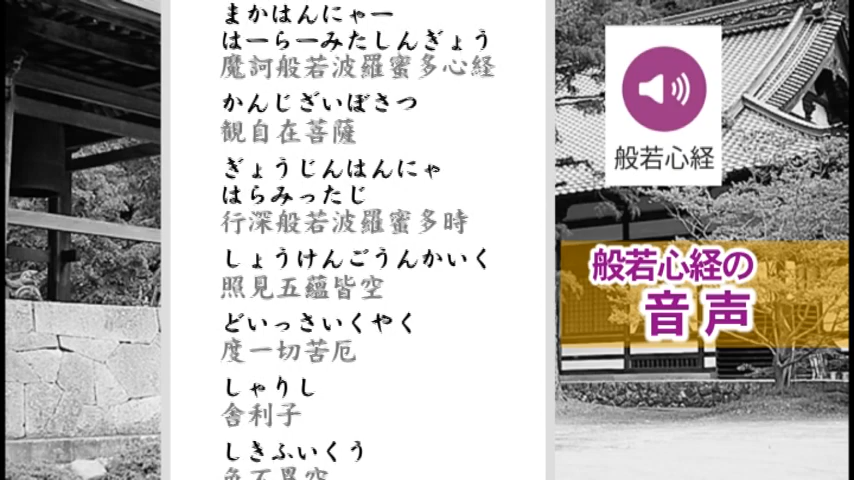 まかはんにゃー
はーらーみたしんぎょう
魔訶般若波羅蜜多心経
かんじざいぼさつ
観自在菩薩
ぎょうじんはんにゃ
はらみったじ
行深般若波羅蜜多時
しょうけんごうんかいくう
照見五蘊皆空
どいっさいくやく
度一切苦厄
しゃりし
舎利子
しきふいくう
色不異空
般若心経
般若心経の
音声